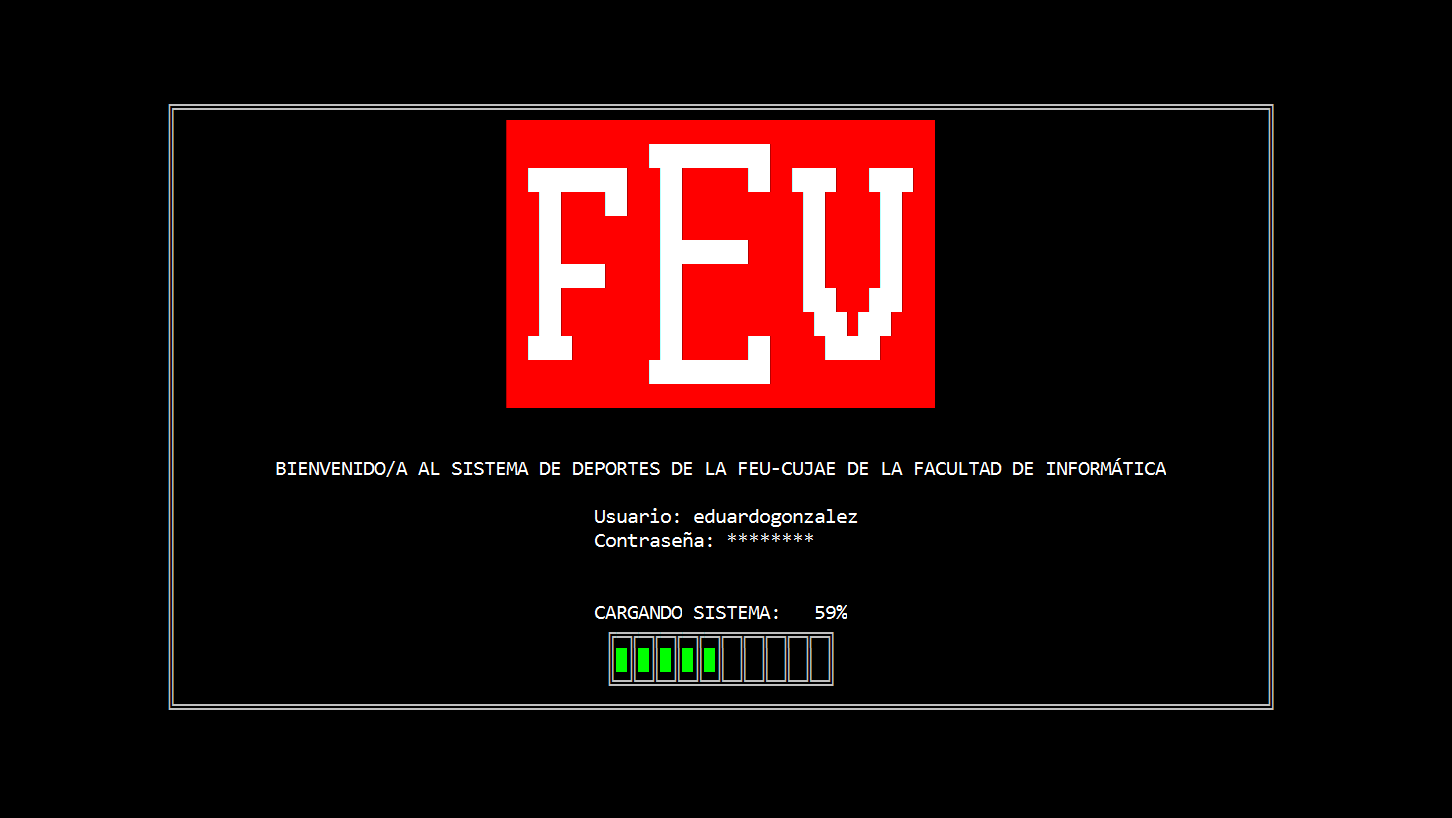 FEU
BIENVENIDO/A AL SISTEMA DE DEPORTES DE LA FEU-CUJAE DE LA FACULTAD DE INFORMÁTICA
Usuario: eduardogonzalez
Contraseña: ********
CARGANDO SISTEMA: 59%